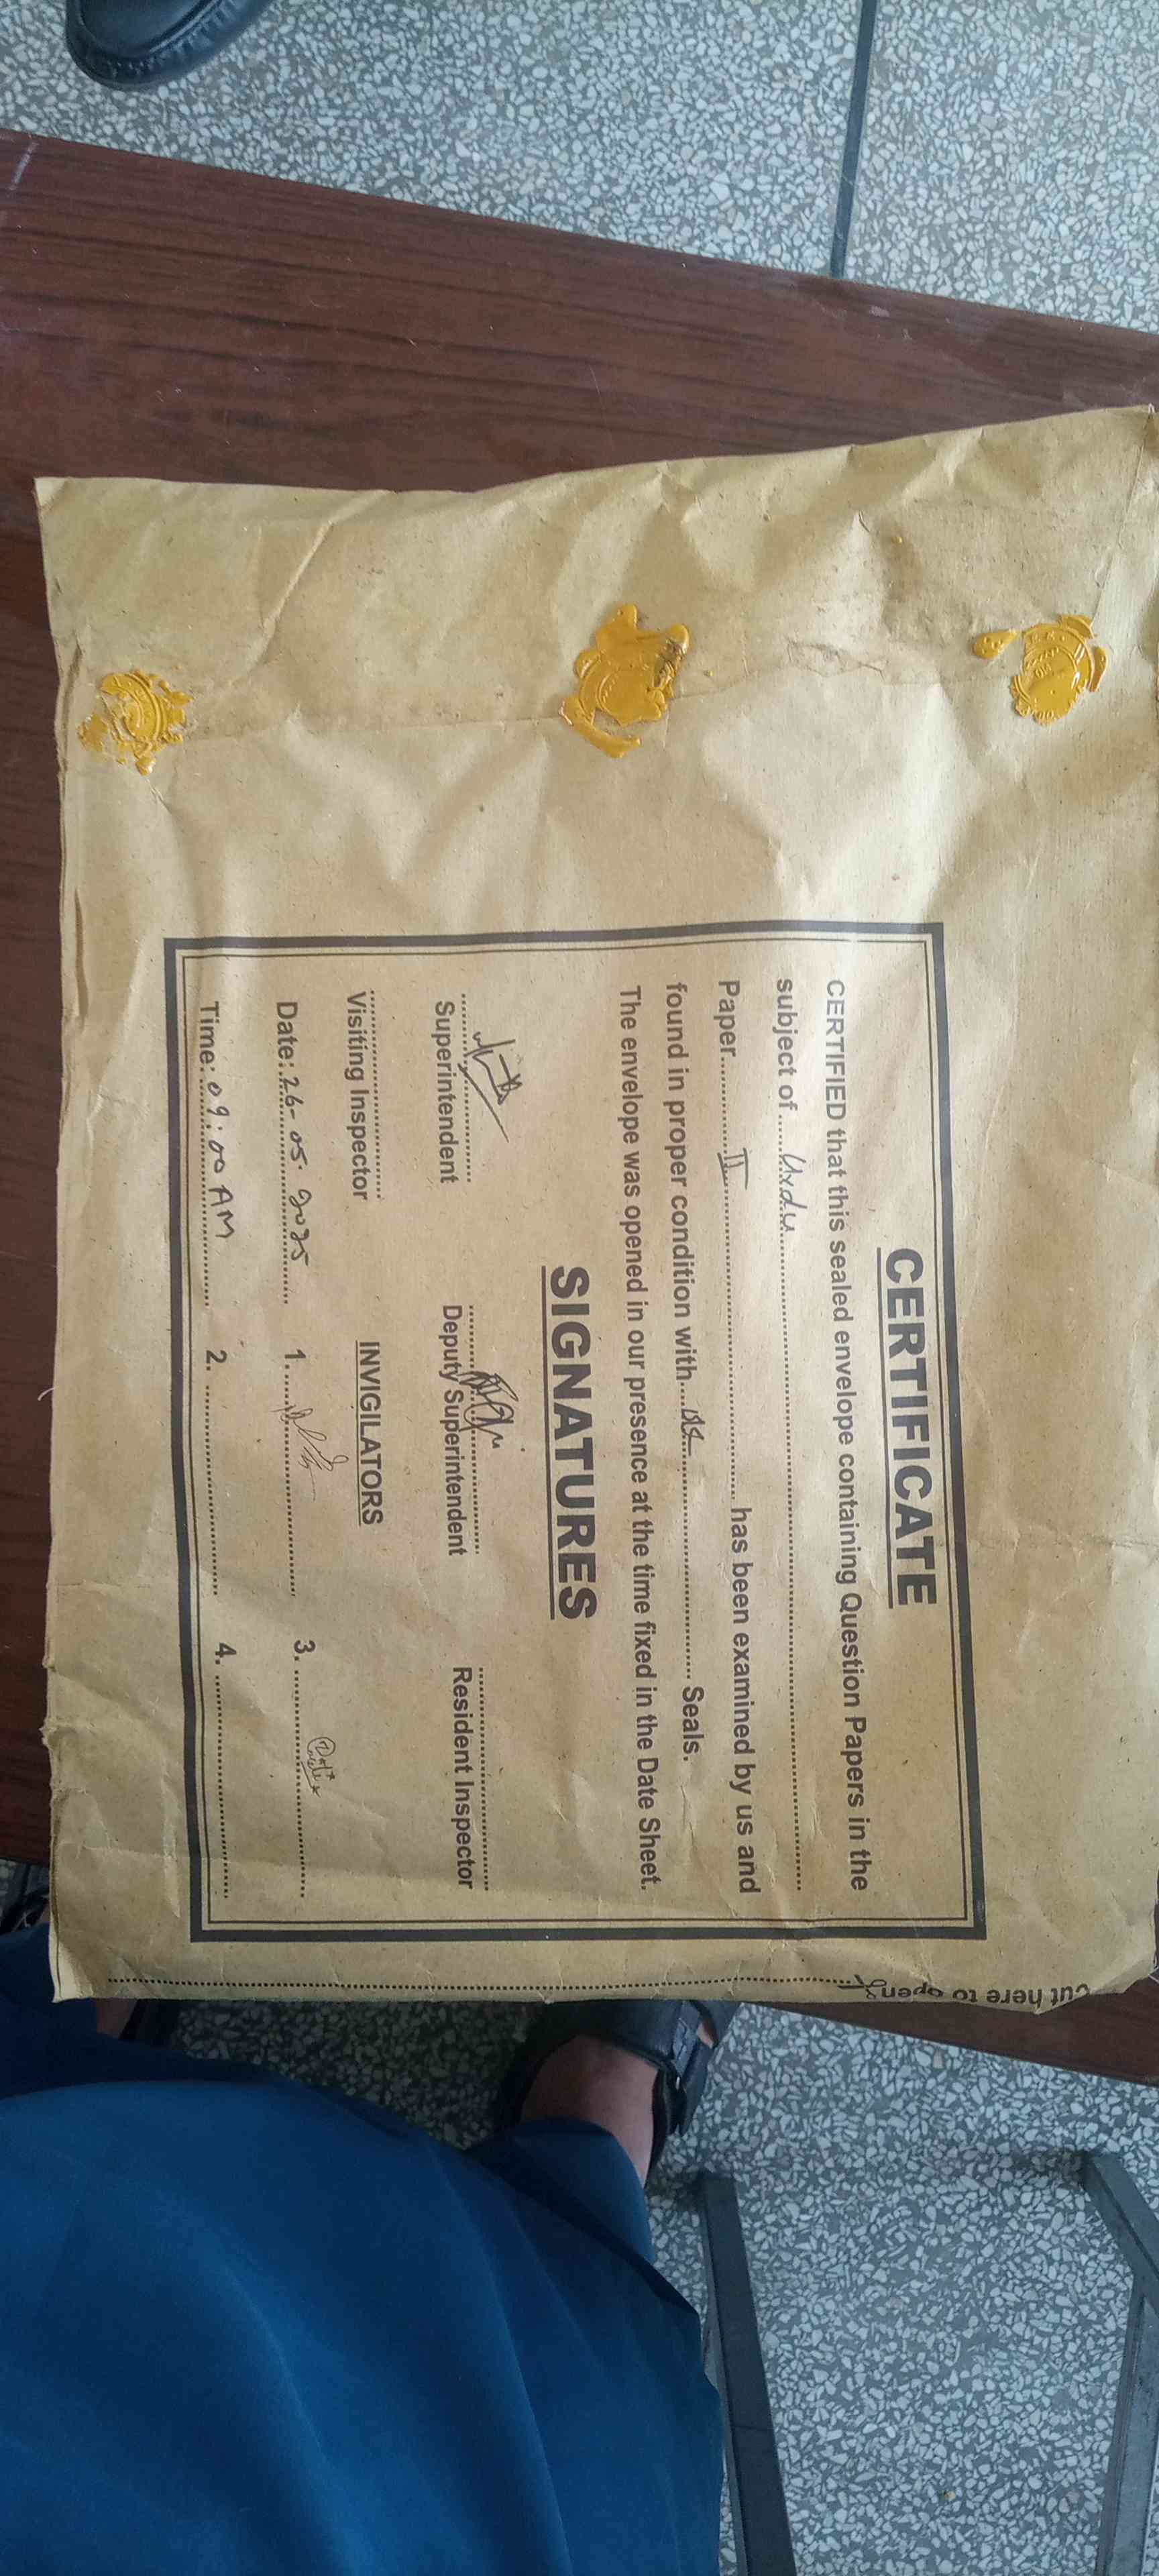 CERTIFICATE
CERTIFIED that this sealed envelope containing Question Papers in the
subject of ......Urdu......
Paper......II...... has been examined by us and
found in proper condition with............ Seals.
The envelope was opened in our presence at the time fixed in the Date Sheet.
SIGNATURES
Superintendent Deputy Superintendent Resident Inspector
Visiting Inspector INVIGILATORS
Date: 26-05-2025 1. 3.
Time: 09:00 AM 2. 4.
Cut here to open